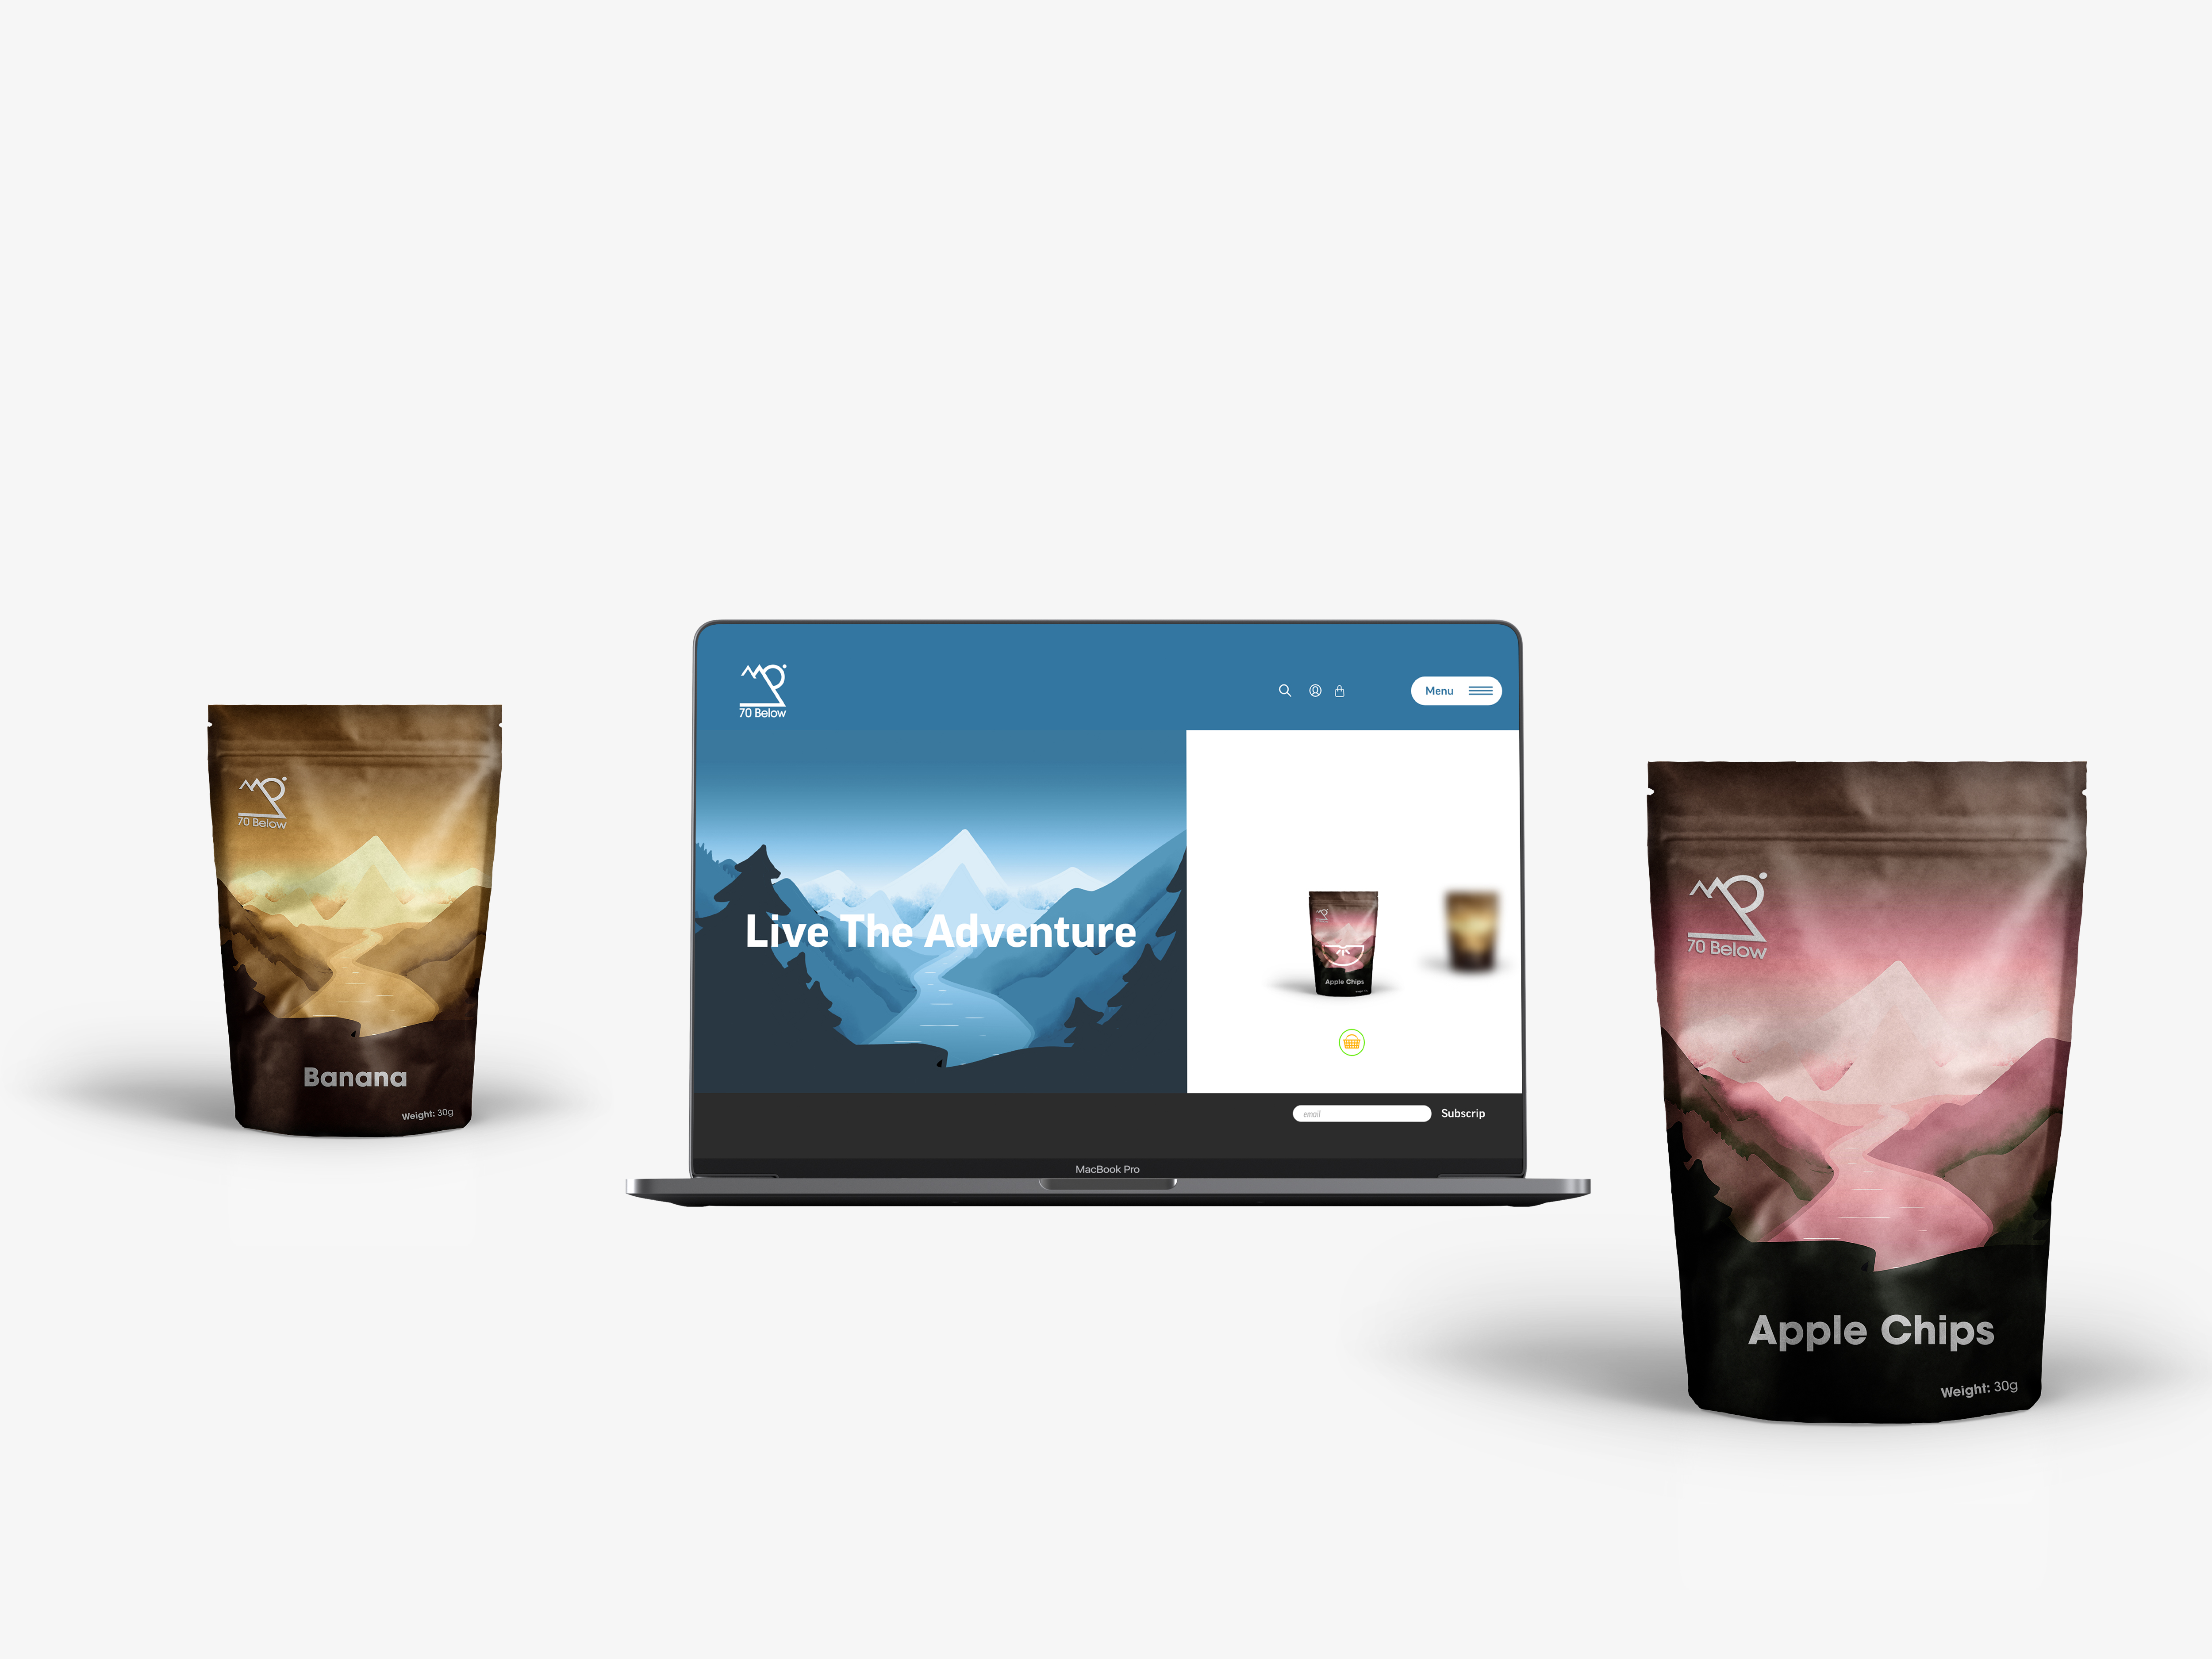 70 Below
Banana
Weight: 30g
70 Below
Menu
Live The Adventure
Apple Chips
email
Subscrip
MacBook Pro
70 Below
Apple Chips
Weight: 30g